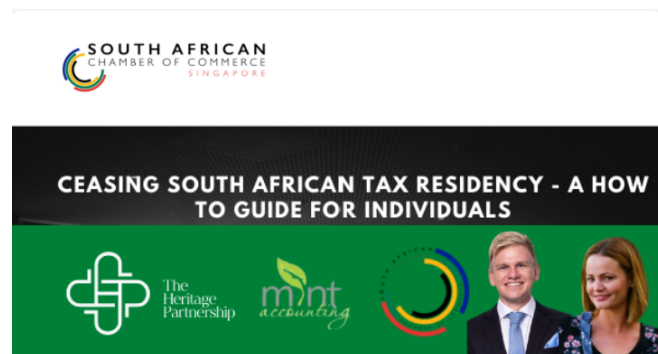 SOUTH AFRICAN
CHAMBER OF COMMERCE
SINGAPORE
CEASING SOUTH AFRICAN TAX RESIDENCY - A HOW
TO GUIDE FOR INDIVIDUALS
The
Heritage
Partnership
mint
accounting